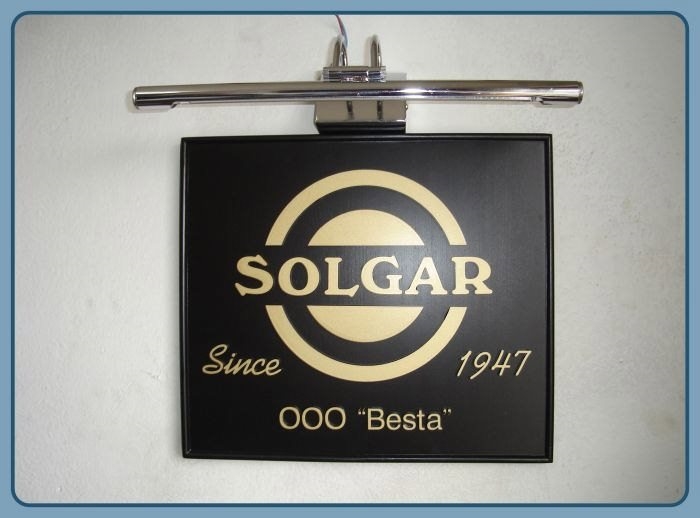 SOLGAR
Since 1947
OOO "Besta"